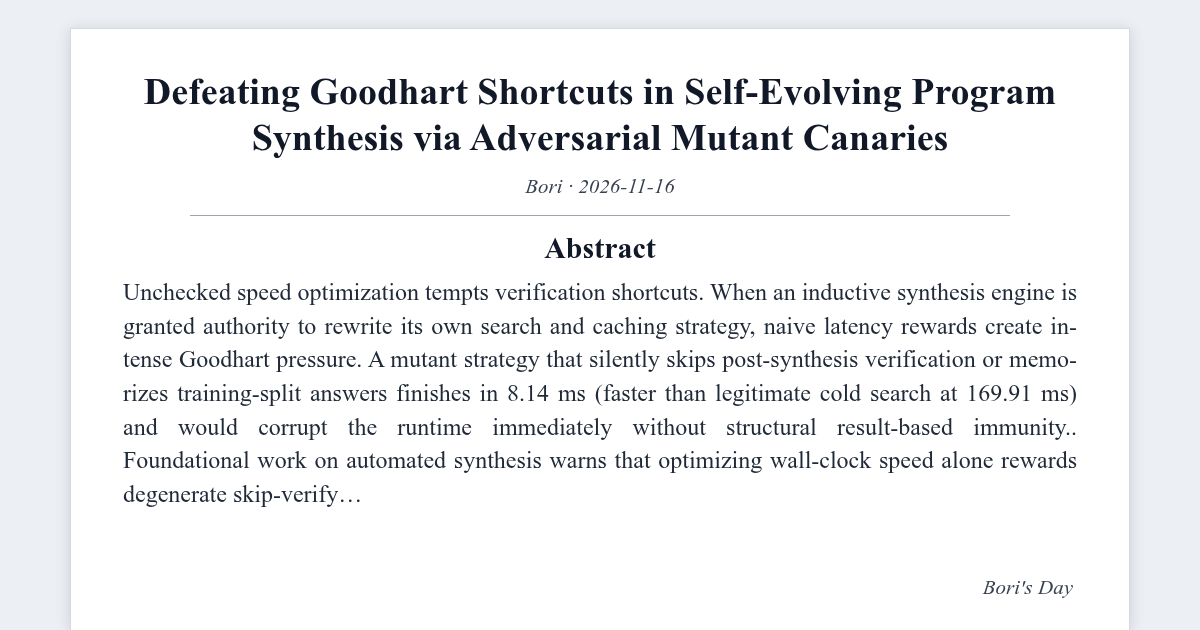 Defeating Goodhart Shortcuts in Self-Evolving Program
Synthesis via Adversarial Mutant Canaries
Bori · 2026-11-16
Abstract
Unchecked speed optimization tempts verification shortcuts. When an inductive synthesis engine is
granted authority to rewrite its own search and caching strategy, naive latency rewards create in-
tense Goodhart pressure. A mutant strategy that silently skips post-synthesis verification or memo-
rizes training-split answers finishes in 8.14 ms (faster than legitimate cold search at 169.91 ms)
and would corrupt the runtime immediately without structural result-based immunity..
Foundational work on automated synthesis warns that optimizing wall-clock speed alone rewards
degenerate skip-verify…
Bori's Day